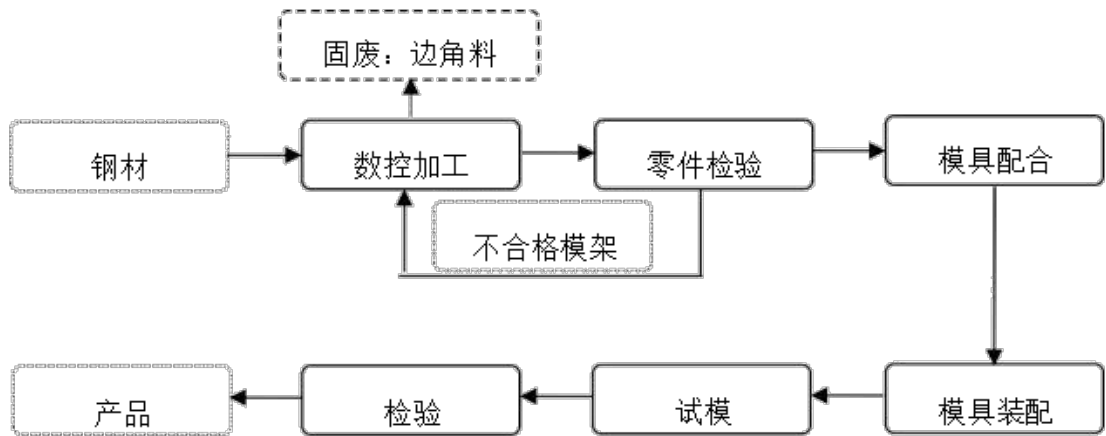 固废：边角料
钢材
数控加工
零件检验
模具配合
不合格模架
产品
检验
试模
模具装配